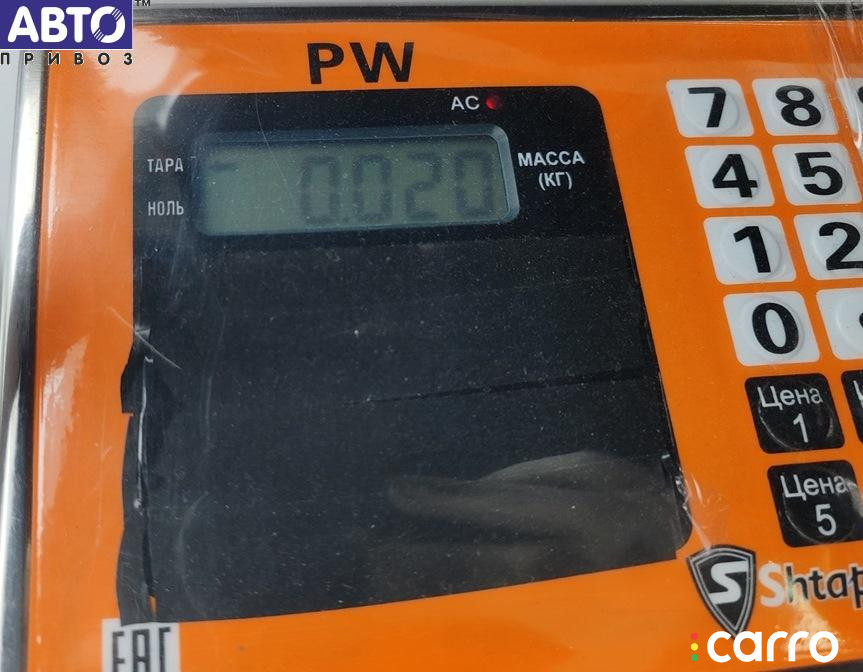 АВТО™
ПРИВОЗ
PW
AC
7 8
ТАРА
- 0.020
МАССА
(КГ)
4 5
НОЛЬ
1 2
0
Цена
1
Цена
5
S Shtap
EAC
carro